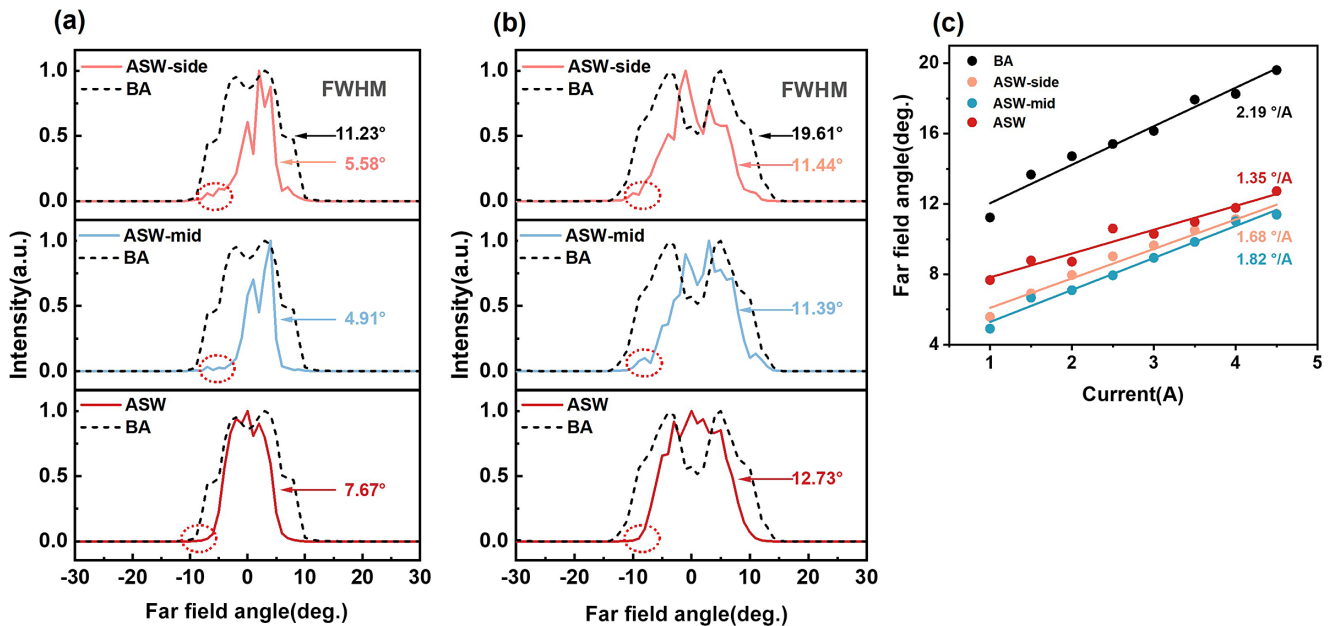 (a)
ASW-side
BA
FWHM
11.23°
5.58°
1.0
0.5
0.0
ASW-mid
BA
4.91°
1.0
0.5
0.0
ASW
BA
7.67°
1.0
0.5
0.0
Intensity(a.u.)
-30 -20 -10 0 10 20 30
Far field angle(deg.)
(b)
ASW-side
BA
FWHM
19.61°
11.44°
1.0
0.5
0.0
ASW-mid
BA
11.39°
1.0
0.5
0.0
ASW
BA
12.73°
1.0
0.5
0.0
Intensity(a.u.)
-30 -20 -10 0 10 20 30
Far field angle(deg.)
(c)
BA
ASW-side
ASW-mid
ASW
2.19 °/A
1.35 °/A
1.68 °/A
1.82 °/A
20
16
12
8
4
Far field angle(deg.)
1 2 3 4 5
Current(A)